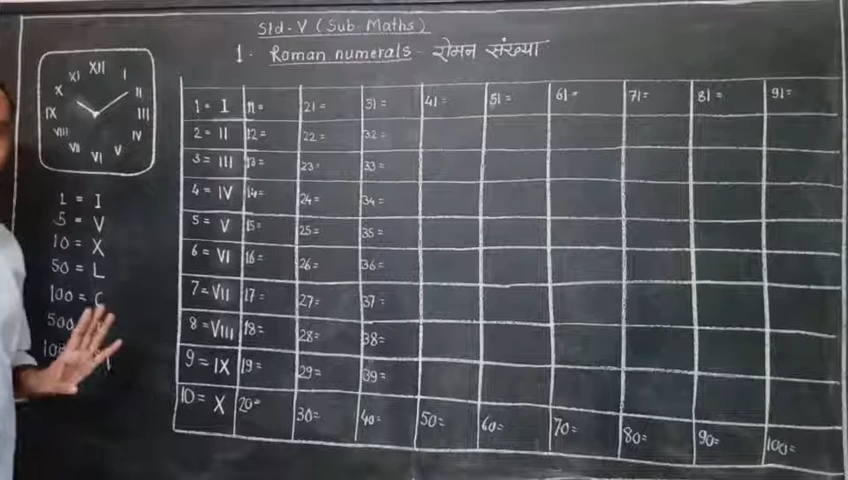 Std-V (Sub-Maths)
1. Roman numerals - रोमन संख्या
XII
XI I
X II
IX III
VIII IV
VII V
VI
1 = I
5 = V
10 = X
50 = L
100 = C
500
1 = I 11= 21= 31= 41= 51= 61= 71= 81= 91=
2 = II 12= 22= 32=
3 = III 13= 23= 33=
4 = IV 14= 24= 34=
5 = V 15= 25= 35=
6 = VI 16= 26= 36=
7 = VII 17= 27= 37=
8 = VIII 18= 28= 38=
9 = IX 19= 29= 39=
10 = X 20= 30= 40= 50= 60= 70= 80= 90= 100=